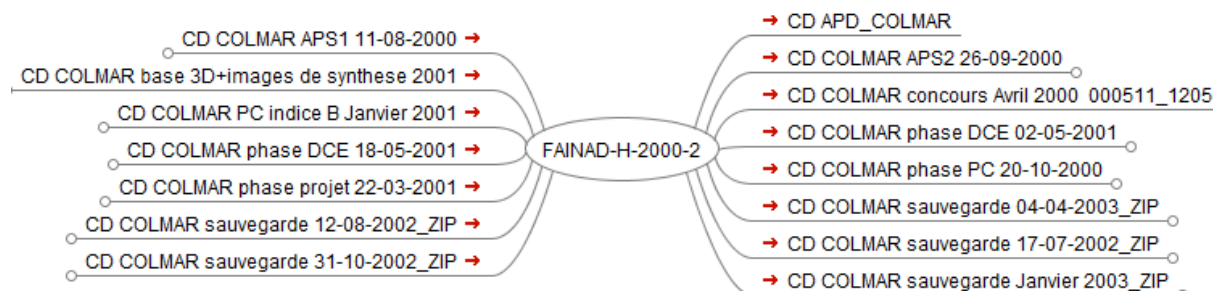 CD COLMAR APS1 11-08-2000
CD COLMAR base 3D+images de synthese 2001
CD COLMAR PC indice B Janvier 2001
CD COLMAR phase DCE 18-05-2001
CD COLMAR phase projet 22-03-2001
CD COLMAR sauvegarde 12-08-2002_ZIP
CD COLMAR sauvegarde 31-10-2002_ZIP
FAINAD-H-2000-2
CD APD_COLMAR
CD COLMAR APS2 26-09-2000
CD COLMAR concours Avril 2000 000511_1205
CD COLMAR phase DCE 02-05-2001
CD COLMAR phase PC 20-10-2000
CD COLMAR sauvegarde 04-04-2003_ZIP
CD COLMAR sauvegarde 17-07-2002_ZIP
CD COLMAR sauvegarde Janvier 2003_ZIP